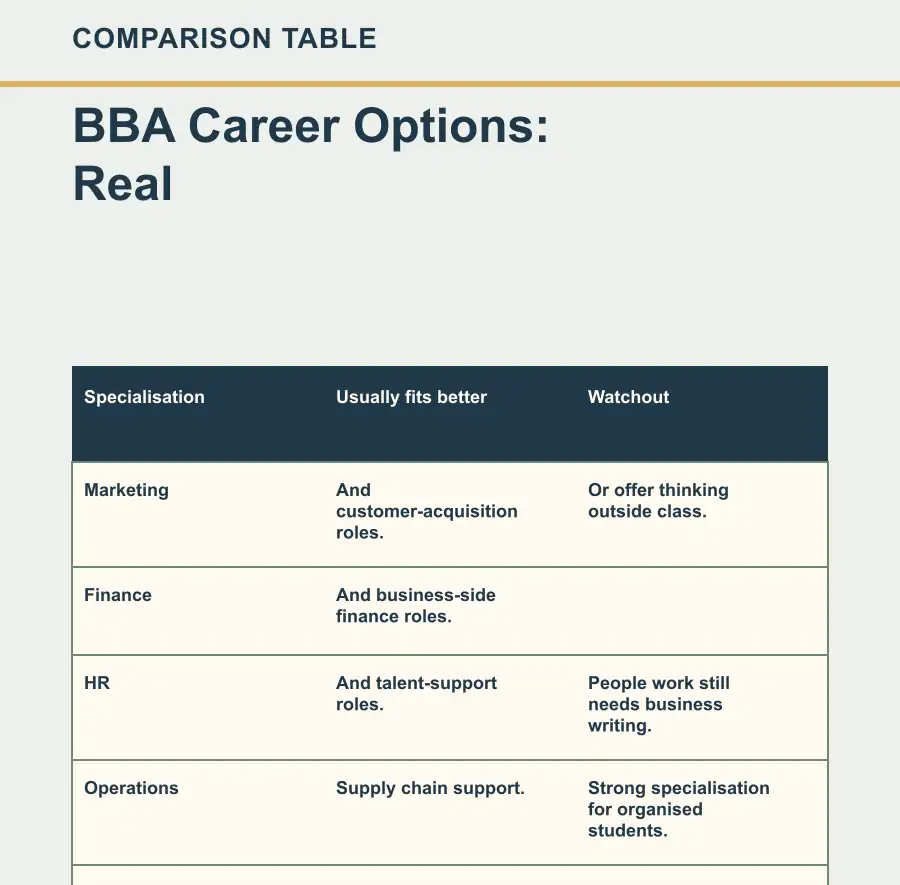 COMPARISON TABLE
BBA Career Options:
Real
Specialisation
Usually fits better
Watchout
Marketing
And
customer-acquisition
roles.
Or offer thinking
outside class.
Finance
And business-side
finance roles.
HR
And talent-support
roles.
People work still
needs business
writing.
Operations
Supply chain support.
Strong specialisation
for organised
students.